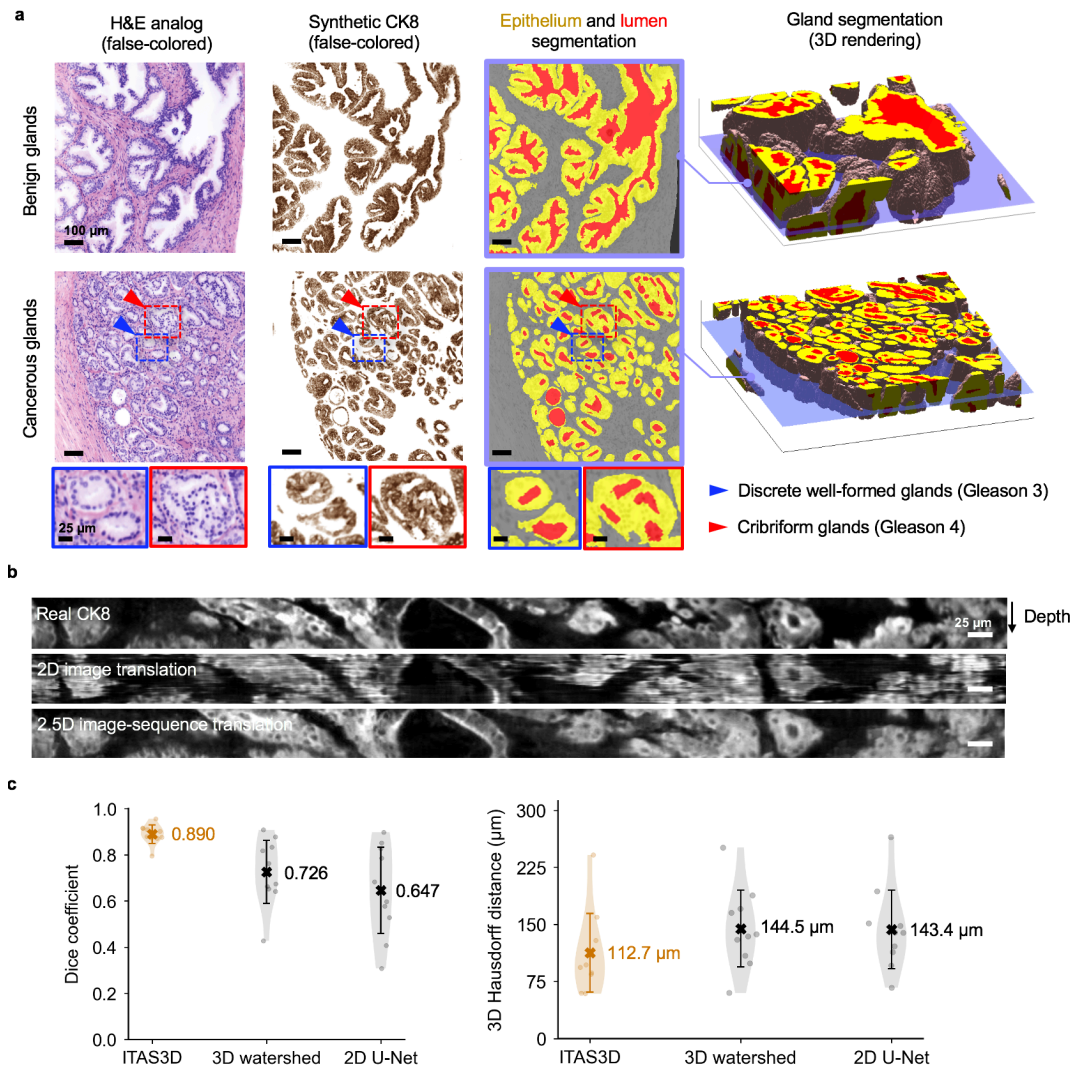 a
H&E analog
(false-colored)
Synthetic CK8
(false-colored)
Epithelium and lumen
segmentation
Gland segmentation
(3D rendering)
Benign glands
100 µm
Cancerous glands
25 µm
Discrete well-formed glands (Gleason 3)
Cribriform glands (Gleason 4)
b
Real CK8
25 µm
Depth
2D image translation
2.5D image-sequence translation
c
Dice coefficient
1.0
0.8
0.6
0.4
0.2
0.0
0.890
0.726
0.647
ITAS3D
3D watershed
2D U-Net
3D Hausdorff distance (µm)
300
225
150
75
0
112.7 µm
144.5 µm
143.4 µm
ITAS3D
3D watershed
2D U-Net